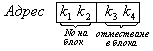 Адрес k₁ k₂ k₃ k₄
No на блок
отместване в блока